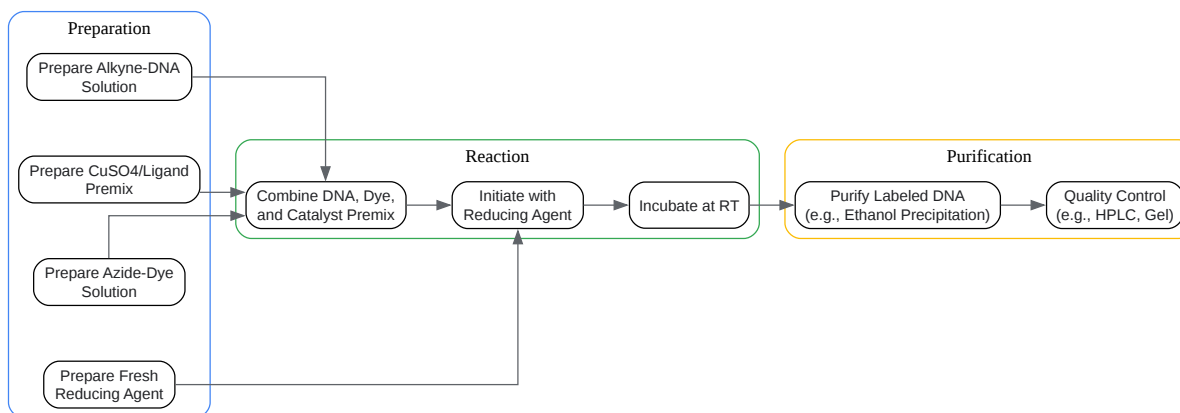 Preparation
Prepare Alkyne-DNA
Solution
Prepare CuSO4/Ligand
Premix
Prepare Azide-Dye
Solution
Prepare Fresh
Reducing Agent
Reaction
Combine DNA, Dye,
and Catalyst Premix
Initiate with
Reducing Agent
Incubate at RT
Purification
Purify Labeled DNA
(e.g., Ethanol Precipitation)
Quality Control
(e.g., HPLC, Gel)